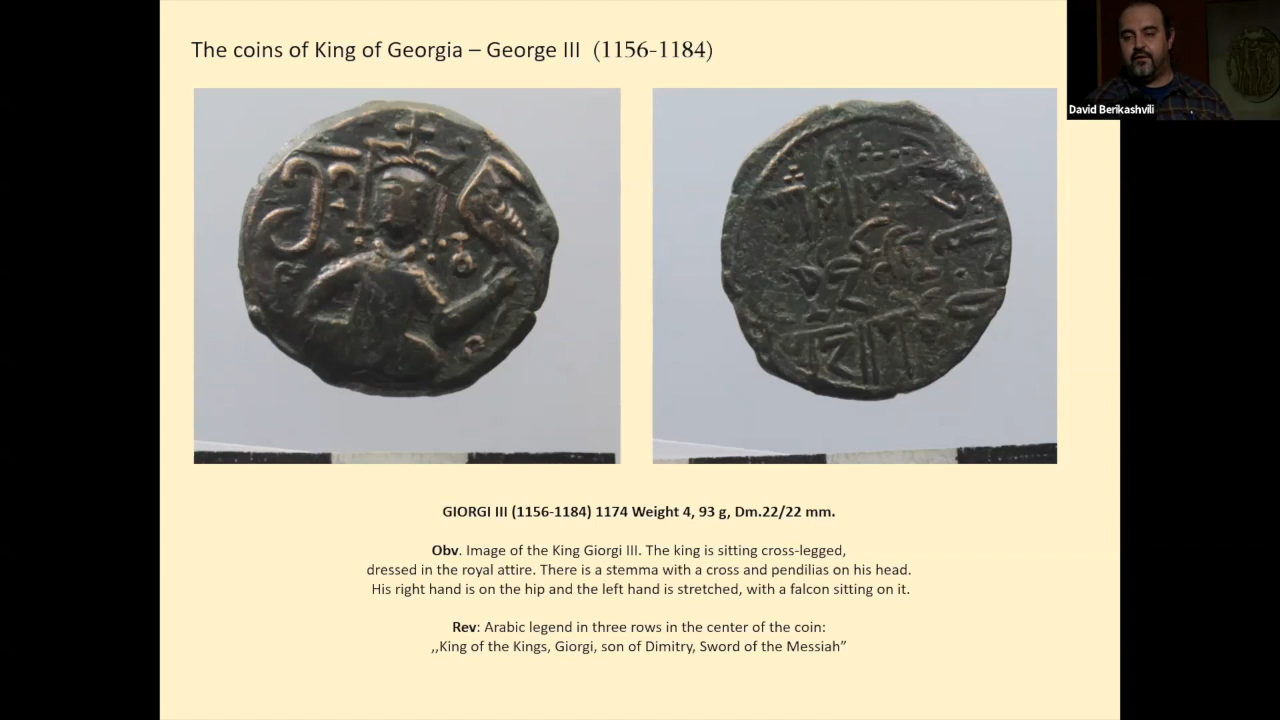 The coins of King of Georgia – George III (1156-1184)
David Berikashvili
GIORGI III (1156-1184) 1174 Weight 4, 93 g, Dm.22/22 mm.
Obv. Image of the King Giorgi III. The king is sitting cross-legged,
dressed in the royal attire. There is a stemma with a cross and pendilias on his head.
His right hand is on the hip and the left hand is stretched, with a falcon sitting on it.
Rev: Arabic legend in three rows in the center of the coin:
,,King of the Kings, Giorgi, son of Dimitry, Sword of the Messiah”